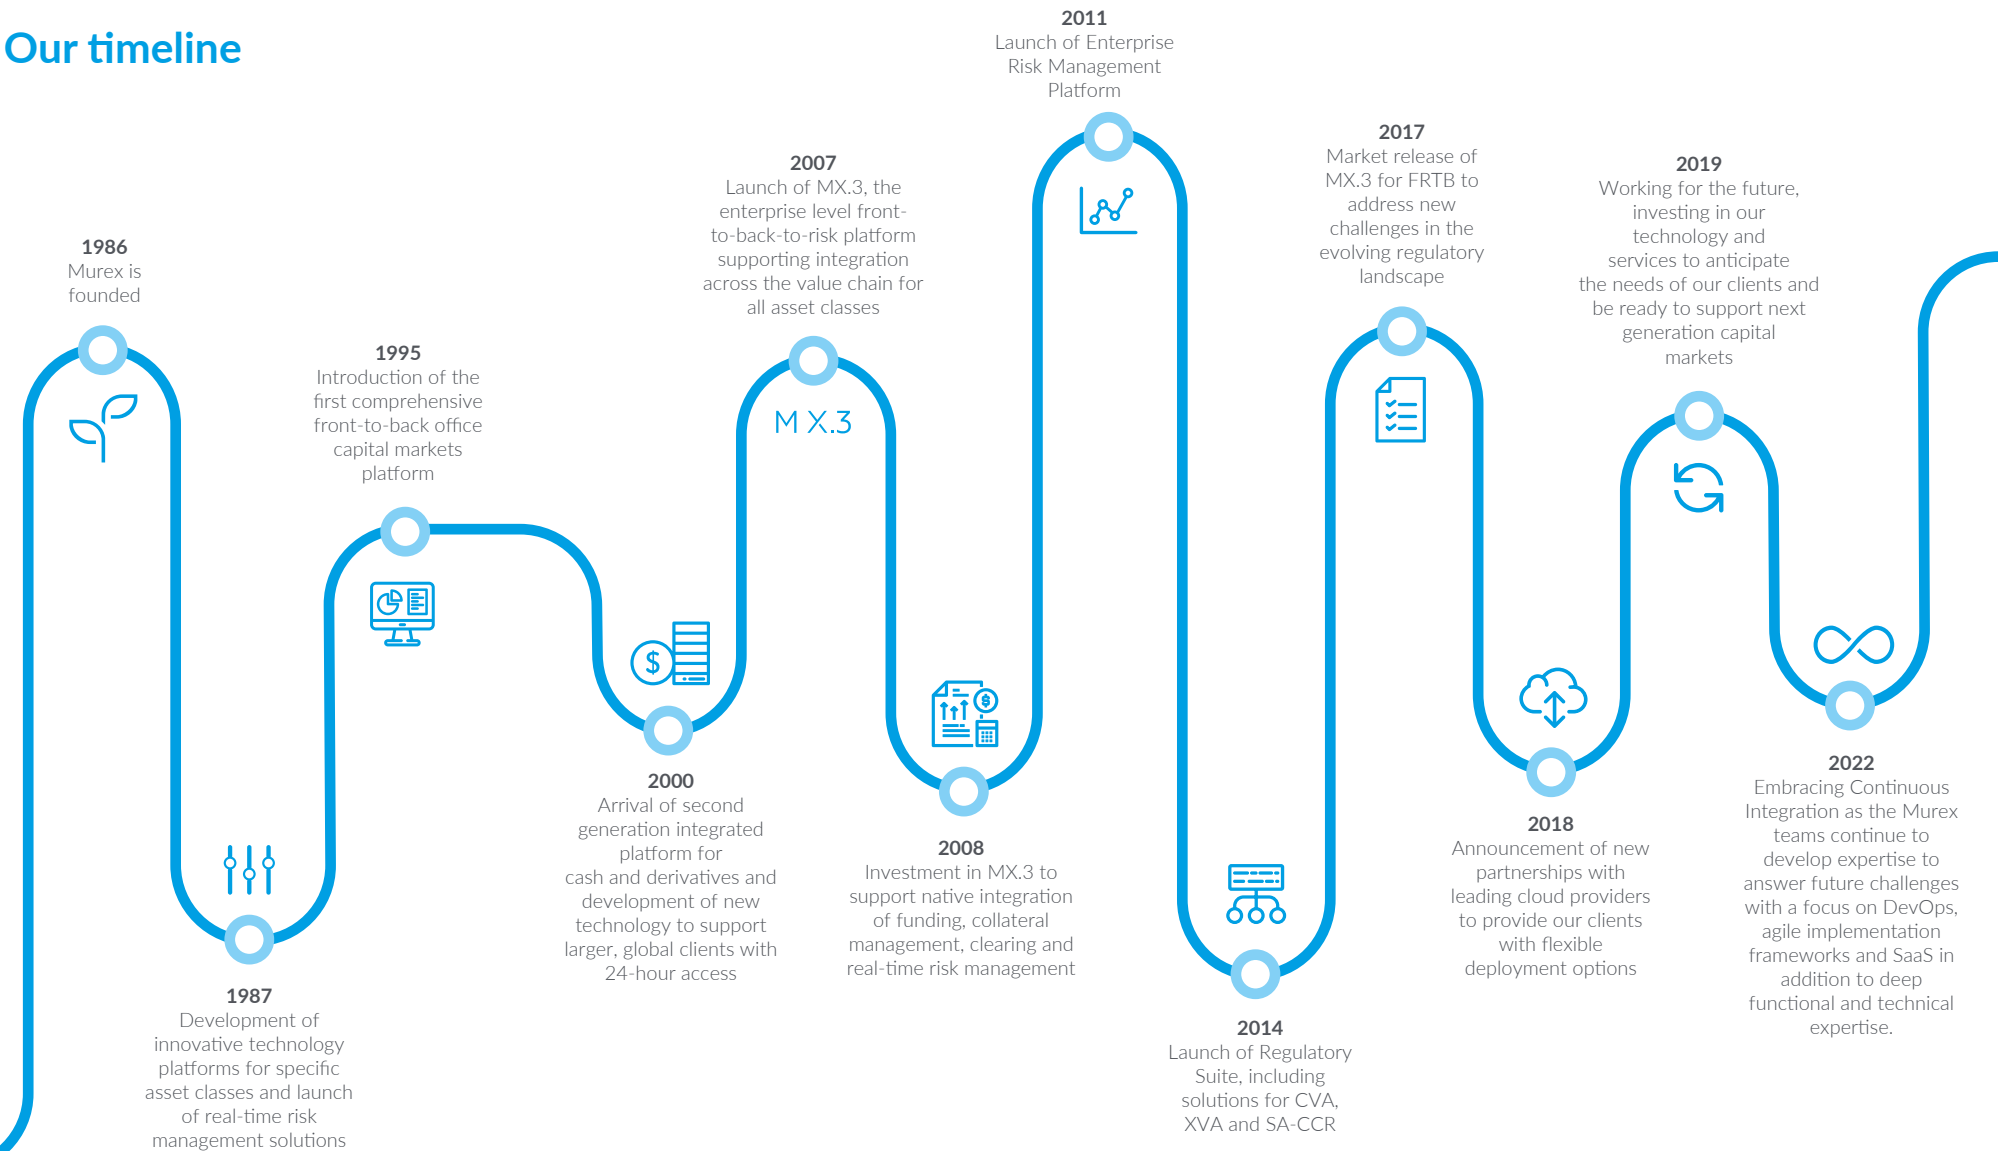 Our timeline
1986
Murex is
founded
1987
Development of
innovative technology
platforms for specific
asset classes and launch
of real-time risk
management solutions
1995
Introduction of the
first comprehensive
front-to-back office
capital markets
platform
2000
Arrival of second
generation integrated
platform for
cash and derivatives and
development of new
technology to support
larger, global clients with
24-hour access
$
2007
Launch of MX.3, the
enterprise level front-
to-back-to-risk platform
supporting integration
across the value chain for
all asset classes
MX.3
2008
Investment in MX.3 to
support native integration
of funding, collateral
management, clearing and
real-time risk management
$
2011
Launch of Enterprise
Risk Management
Platform
2014
Launch of Regulatory
Suite, including
solutions for CVA,
XVA and SA-CCR
2017
Market release of
MX.3 for FRTB to
address new
challenges in the
evolving regulatory
landscape
2018
Announcement of new
partnerships with
leading cloud providers
to provide our clients
with flexible
deployment options
2019
Working for the future,
investing in our
technology and
services to anticipate
the needs of our clients and
be ready to support next
generation capital
markets
2022
Embracing Continuous
Integration as the Murex
teams continue to
develop expertise to
answer future challenges
with a focus on DevOps,
agile implementation
frameworks and SaaS in
addition to deep
functional and technical
expertise.